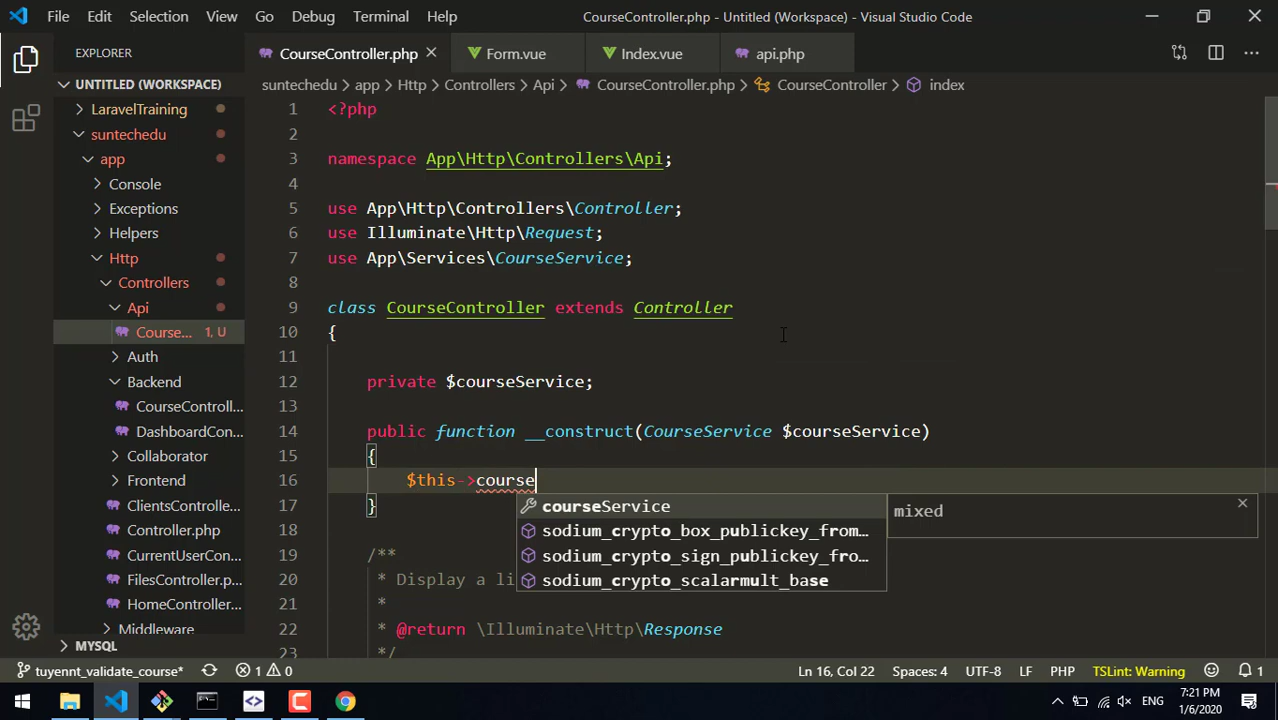 File Edit Selection View Go Debug Terminal Help CourseController.php - Untitled (Workspace) - Visual Studio Code
EXPLORER CourseController.php Form.vue Index.vue api.php
UNTITLED (WORKSPACE) suntechedu app Http Controllers Api CourseController.php CourseController index
LaravelTraining
suntechedu
app
Console
Exceptions
Helpers
Http
Controllers
Api
Course... 1, U
Auth
Backend
CourseControll...
DashboardCon...
Collaborator
Frontend
ClientsControll...
Controller.php
CurrentUserCon...
FilesController.p...
HomeController...
Middleware
MYSQL
1 <?php
2
3 namespace App\Http\Controllers\Api;
4
5 use App\Http\Controllers\Controller;
6 use Illuminate\Http\Request;
7 use App\Services\CourseService;
8
9 class CourseController extends Controller
10 {
11
12 private $courseService;
13
14 public function __construct(CourseService $courseService)
15 {
16 $this->course
17 }
18
19 /**
20 * Display a li
21 *
22 * @return \Illuminate\Http\Response
23 */
courseService
sodium_crypto_box_publickey_from...
sodium_crypto_sign_publickey_fro...
sodium_crypto_scalarmult_base
mixed
tuyennt_validate_course* 1 0 Ln 16, Col 22 Spaces: 4 UTF-8 LF PHP TSLint: Warning 1
ENG 7:21 PM
1/6/2020